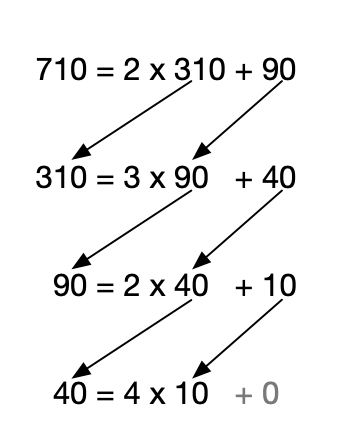 710 = 2 x 310 + 90
310 = 3 x 90 + 40
90 = 2 x 40 + 10
40 = 4 x 10 + 0